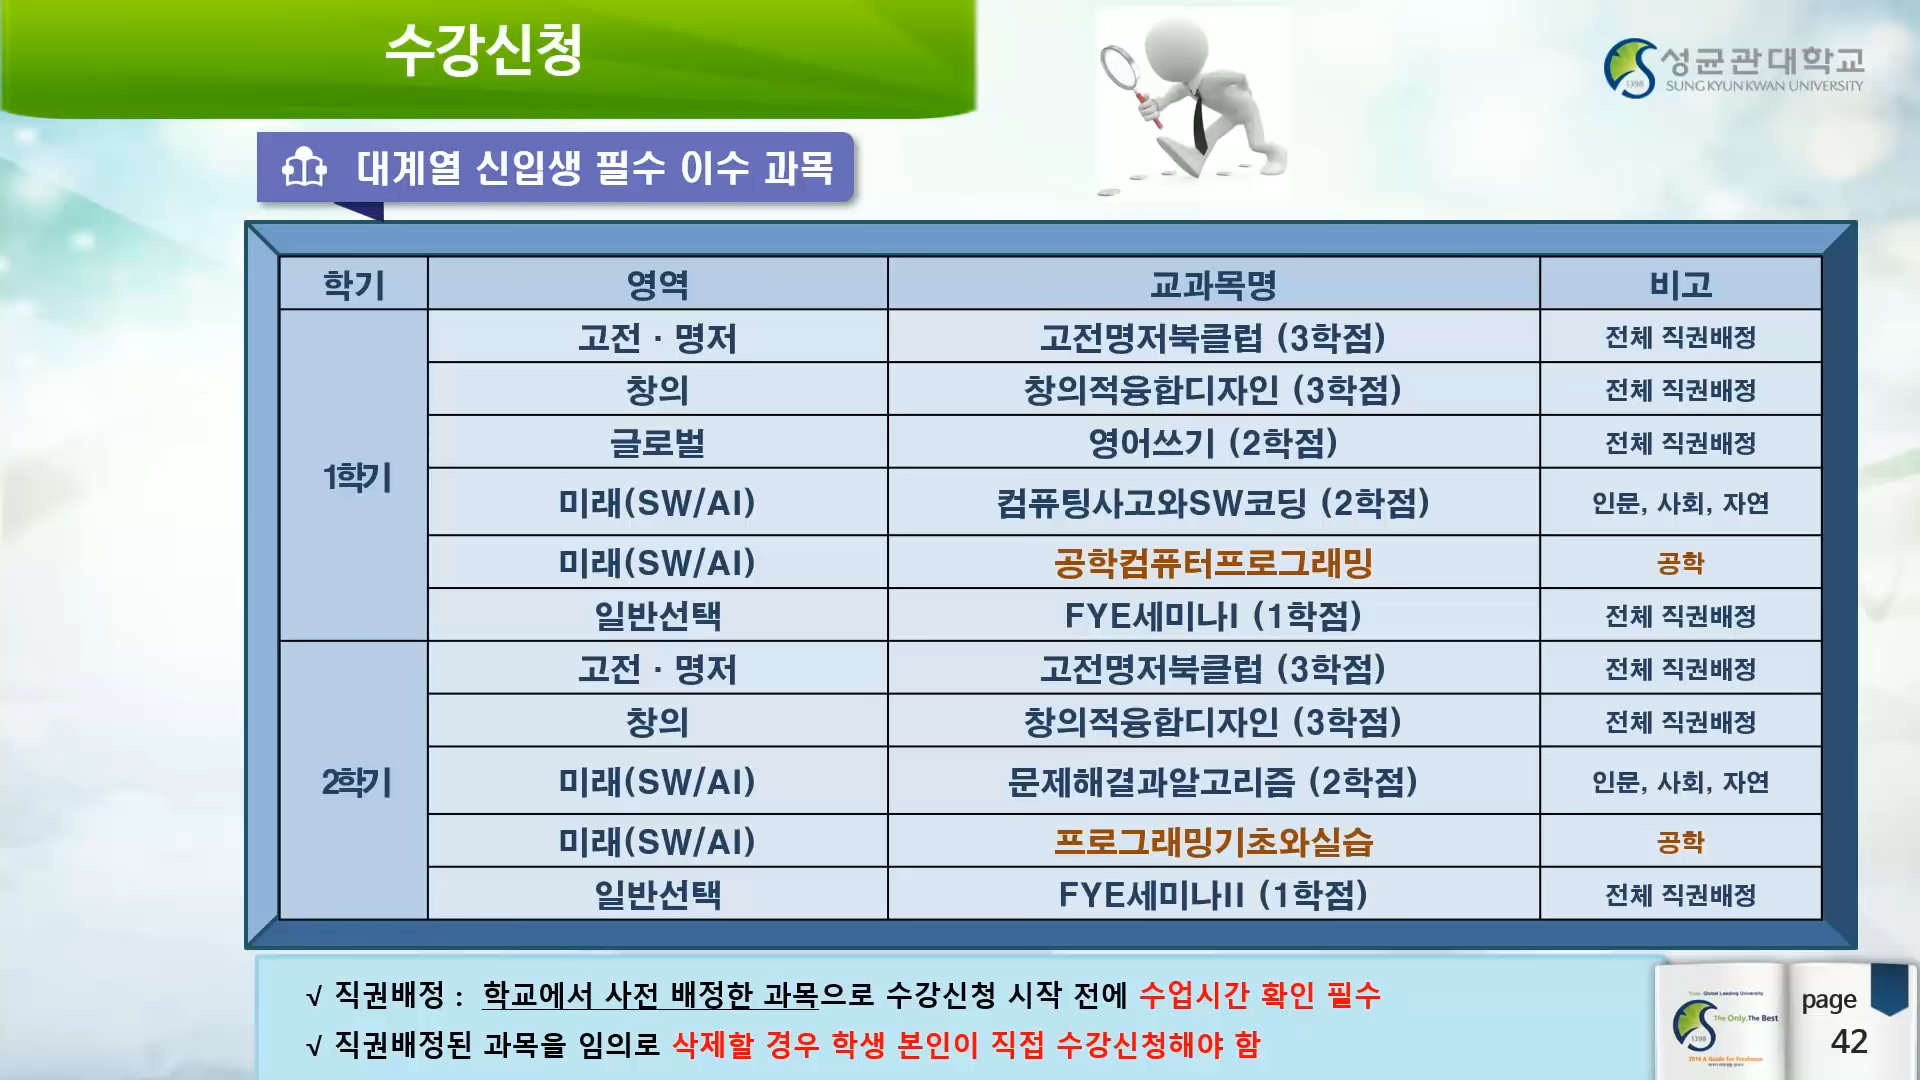 수강신청
성균관대학교
SUNGKYUNKWAN UNIVERSITY
대계열 신입생 필수 이수 과목
학기 영역 교과목명 비고
1학기
고전 · 명저 고전명저북클럽 (3학점) 전체 직권배정
창의 창의적융합디자인 (3학점) 전체 직권배정
글로벌 영어쓰기 (2학점) 전체 직권배정
미래(SW/AI) 컴퓨팅사고와SW코딩 (2학점) 인문, 사회, 자연
미래(SW/AI) 공학컴퓨터프로그래밍 공학
일반선택 FYE세미나I (1학점) 전체 직권배정
2학기
고전 · 명저 고전명저북클럽 (3학점) 전체 직권배정
창의 창의적융합디자인 (3학점) 전체 직권배정
미래(SW/AI) 문제해결과알고리즘 (2학점) 인문, 사회, 자연
미래(SW/AI) 프로그래밍기초와실습 공학
일반선택 FYE세미나II (1학점) 전체 직권배정
√ 직권배정 : 학교에서 사전 배정한 과목으로 수강신청 시작 전에 수업시간 확인 필수
√ 직권배정된 과목을 임의로 삭제할 경우 학생 본인이 직접 수강신청해야 함
Global Leading University
The Only. The Best
1398
2016 A Guide for Freshman
page
42